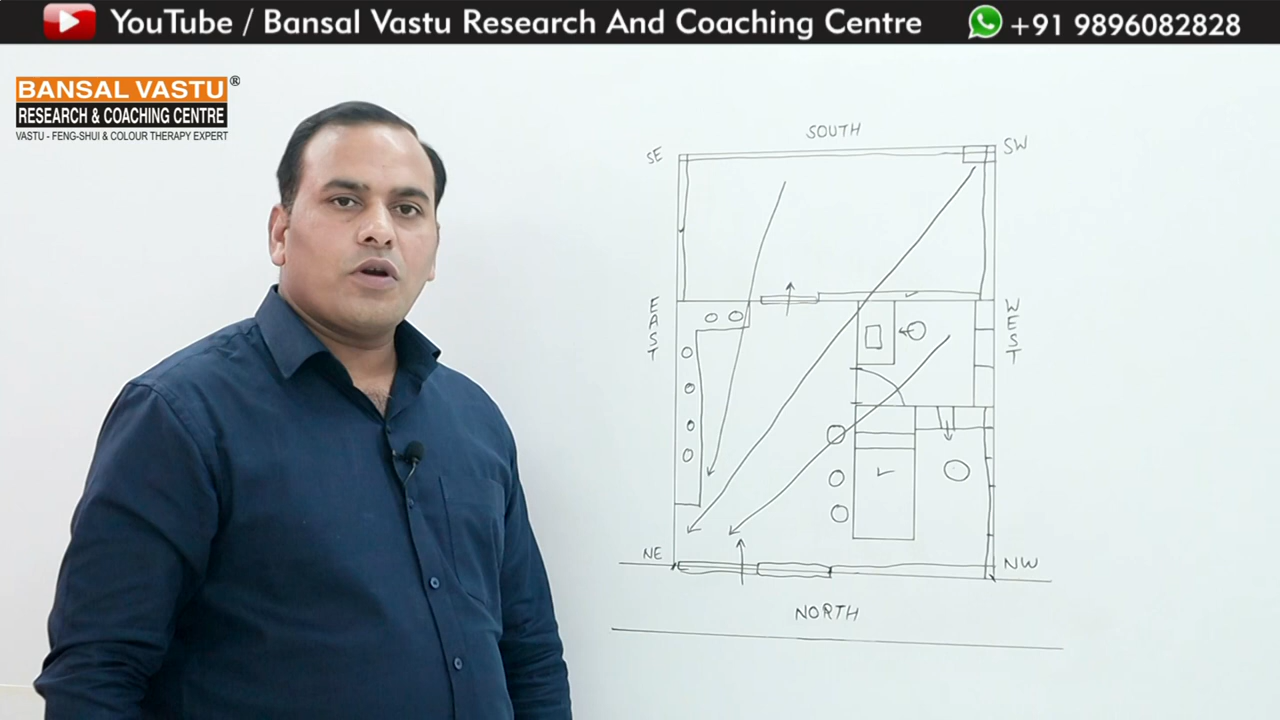 YouTube / Bansal Vastu Research And Coaching Centre +91 9896082828
BANSAL VASTU®
RESEARCH & COACHING CENTRE
VASTU - FENG-SHUI & COLOUR THERAPY EXPERT
SOUTH
SE
SW
EAST
WEST
NE
NW
NORTH